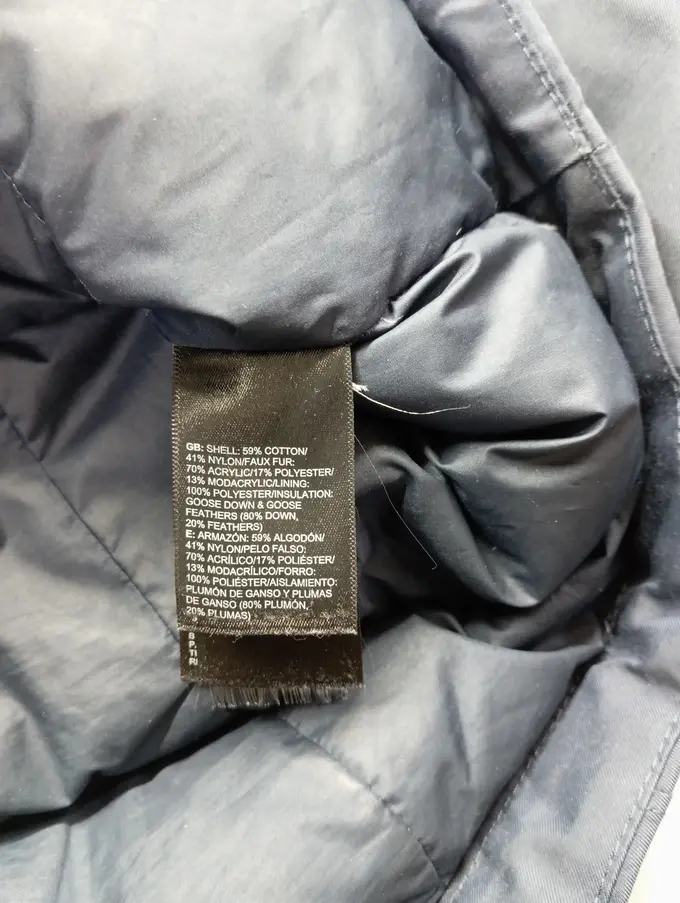 GB: SHELL: 59% COTTON/
41% NYLON/FAUX FUR:
70% ACRYLIC/17% POLYESTER/
13% MODACRYLIC/LINING:
100% POLYESTER/INSULATION:
GOOSE DOWN & GOOSE
FEATHERS (80% DOWN,
20% FEATHERS)
E: ARMAZÓN: 59% ALGODÓN/
41% NYLON/PELO FALSO:
70% ACRÍLICO/17% POLIÉSTER/
13% MODACRÍLICO/FORRO:
100% POLIÉSTER/AISLAMIENTO:
PLUMÓN DE GANSO Y PLUMAS
DE GANSO (80% PLUMÓN,
20% PLUMAS)